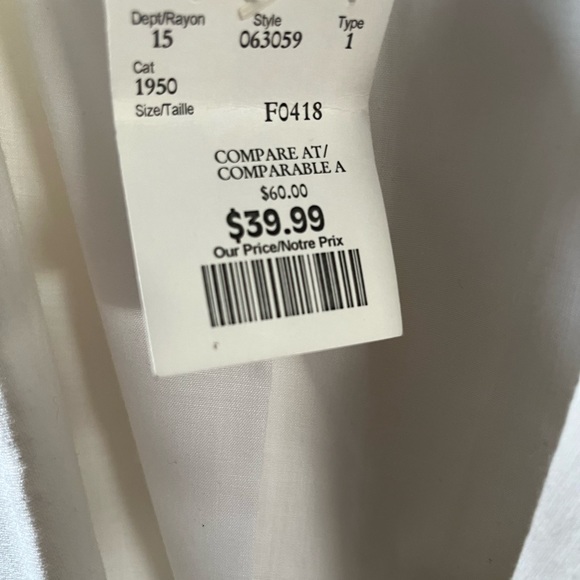 Dept/Rayon Style Type
15 063059 1
Cat
1950
Size/Taille
F0418
COMPARE AT/
COMPARABLE A
$60.00
$39.99
Our Price/Notre Prix